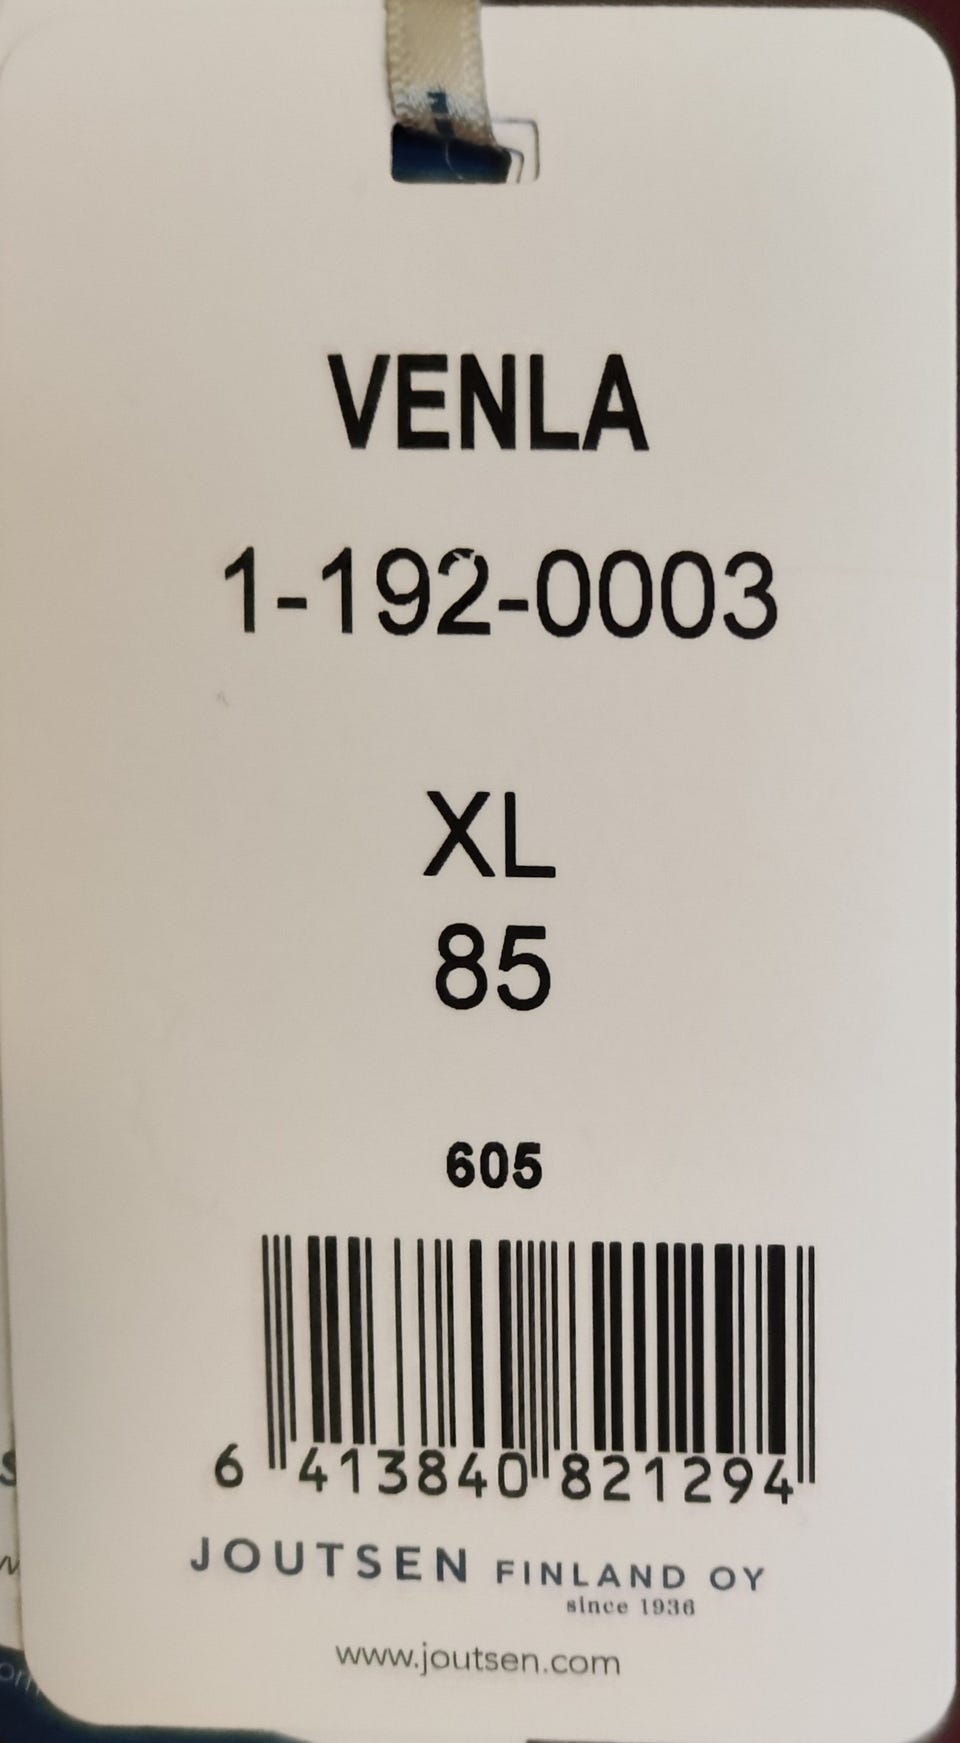 VENLA
1-192-0003
XL
85
605
6 413840 821294
JOUTSEN FINLAND OY
since 1936
www.joutsen.com